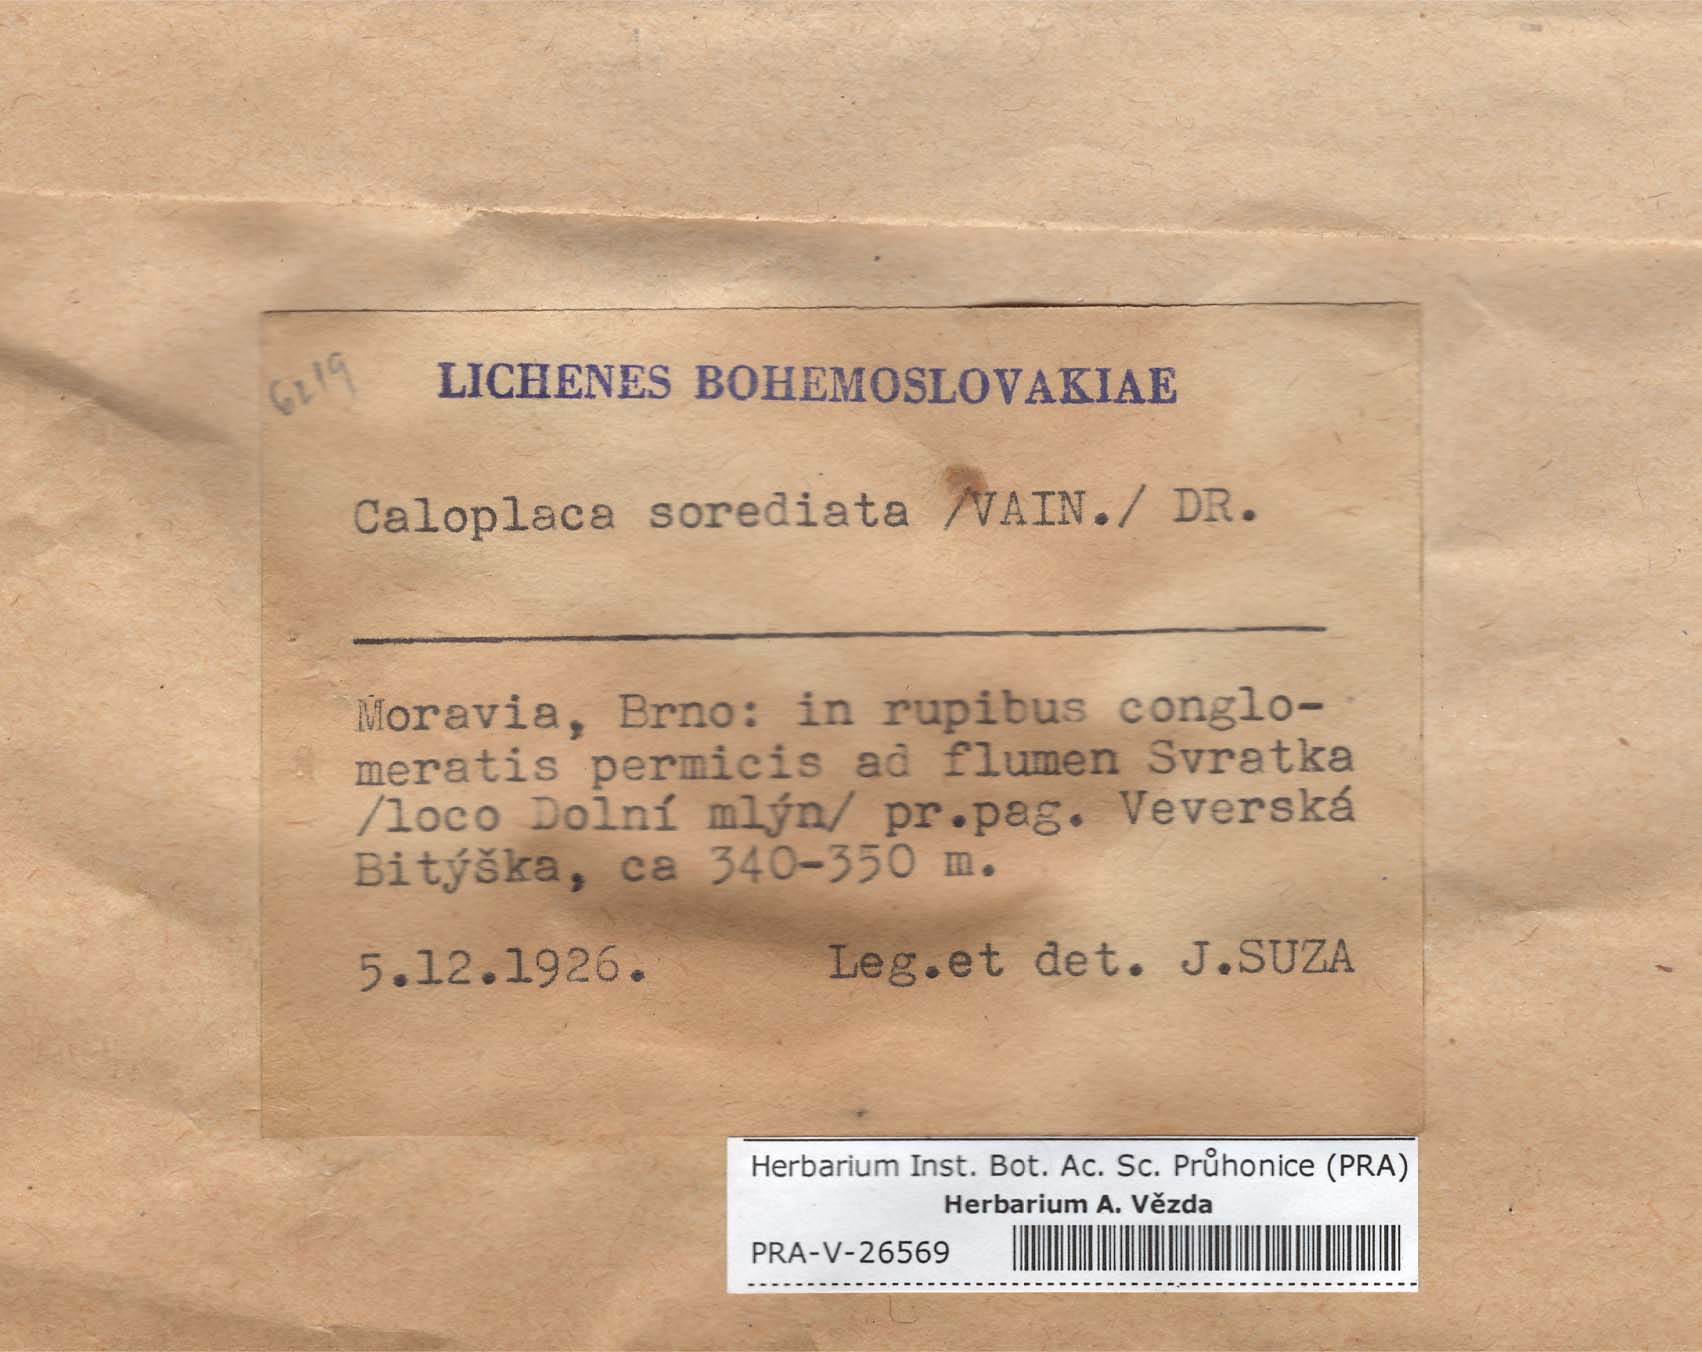 6219
LICHENES BOHEMOSLOVAKIAE
Caloplaca sorediata /VAIN./ DR.
Moravia, Brno: in rupibus conglo-
meratis permicis ad flumen Svratka
/loco Dolní mlýn/ pr.pag. Veverská
Bitýška, ca 340-350 m.
5.12.1926. Leg.et det. J.SUZA
Herbarium Inst. Bot. Ac. Sc. Průhonice (PRA)
Herbarium A. Vězda
PRA-V-26569